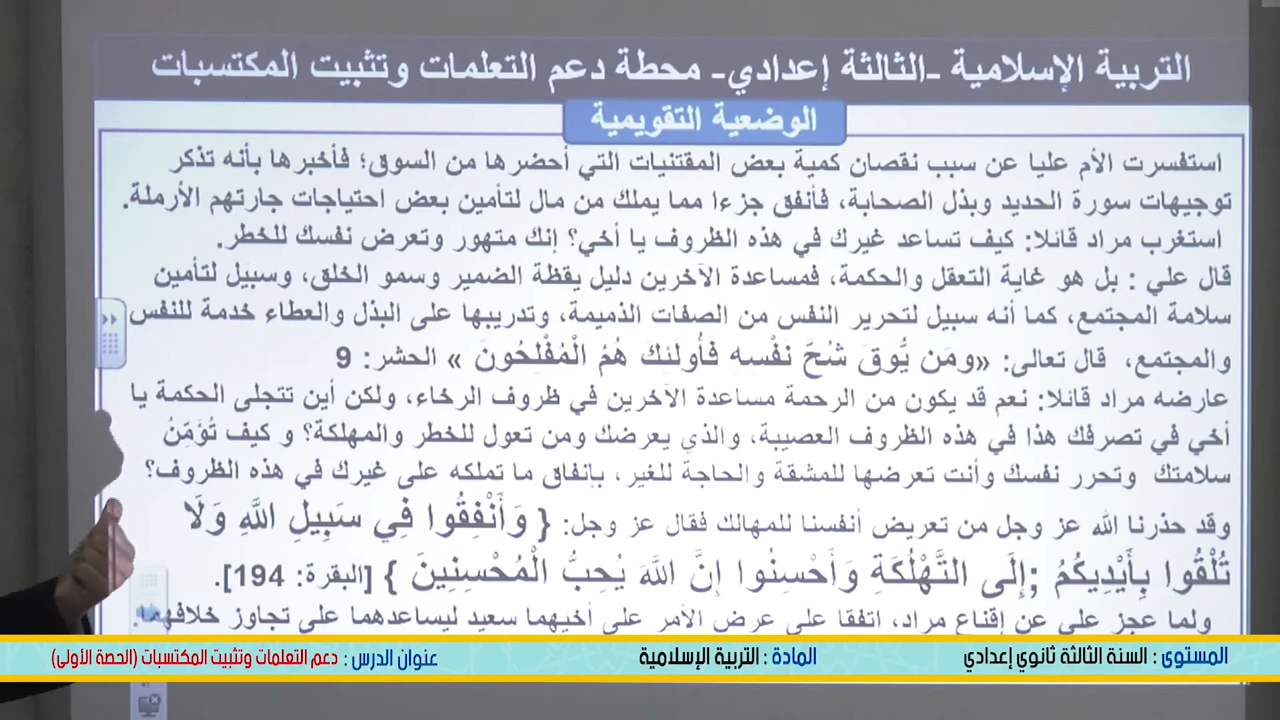 التربية الإسلامية -الثالثة إعدادي- محطة دعم التعلمات وتثبيت المكتسبات
الوضعية التقويمية
استفسرت الأم عليا عن سبب نقصان كمية بعض المقتنيات التي أحضرها من السوق؛ فأخبرها بأنه تذكر
توجيهات سورة الحديد وبذل الصحابة، فأنفق جزءا مما يملك من مال لتأمين بعض احتياجات جارتهم الأرملة.
استغرب مراد قائلا: كيف تساعد غيرك في هذه الظروف يا أخي؟ إنك متهور وتعرض نفسك للخطر.
قال علي : بل هو غاية التعقل والحكمة، فمساعدة الآخرين دليل يقظة الضمير وسمو الخلق، وسبيل لتأمين
سلامة المجتمع، كما أنه سبيل لتحرير النفس من الصفات الذميمة، وتدريبها على البذل والعطاء خدمة للنفس
والمجتمع، قال تعالى: «ومَن يُّوقَ شُحَّ نَفْسِه فَأُولَئِكَ هُمُ الْمُفْلِحُونَ » الحشر: 9
عارضه مراد قائلا: نعم قد يكون من الرحمة مساعدة الآخرين في ظروف الرخاء، ولكن أين تتجلى الحكمة يا
أخي في تصرفك هذا في هذه الظروف العصيبة، والذي يعرضك ومن تعول للخطر والمهلكة؟ و كيف تُؤَمِّنُ
سلامتك وتحرر نفسك وأنت تعرضها للمشقة والحاجة للغير، بإنفاق ما تملكه على غيرك في هذه الظروف؟
وقد حذرنا الله عز وجل من تعريض أنفسنا للمهالك فقال عز وجل: { وَأَنْفِقُوا فِي سَبِيلِ اللَّهِ وَلَا
تُلْقُوا بِأَيْدِيكُمُ ;إِلَى التَّهْلُكَةِ وَأَحْسِنُوا إِنَّ اللَّهَ يُحِبُّ الْمُحْسِنِينَ } [البقرة: 194].
ولما عجز علي عن إقناع مراد، اتفقا على عرض الأمر على أخيهما سعيد ليساعدهما على تجاوز خلافهما.
المستوى : السنة الثالثة ثانوي إعدادي المادة : التربية الإسلامية عنوان الدرس : دعم التعلمات وتثبيت المكتسبات (الحصة الأولى)